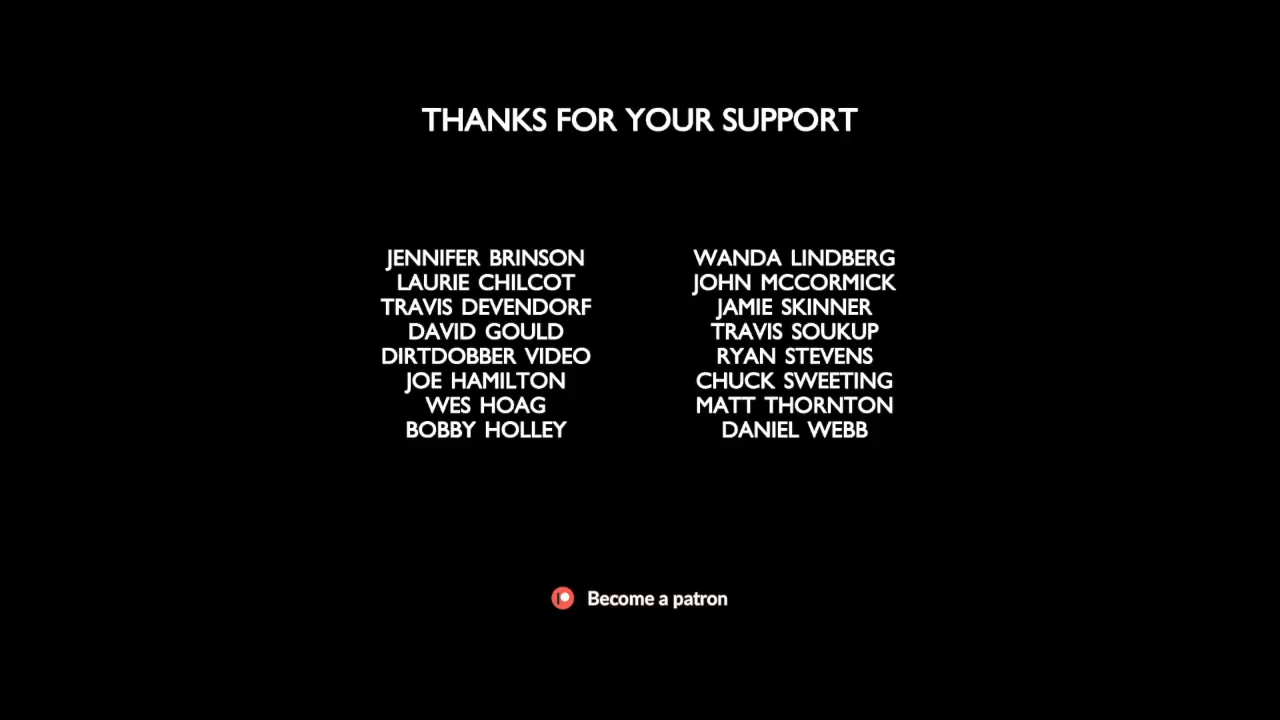 THANKS FOR YOUR SUPPORT
JENNIFER BRINSON
LAURIE CHILCOT
TRAVIS DEVENDORF
DAVID GOULD
DIRTDOBBER VIDEO
JOE HAMILTON
WES HOAG
BOBBY HOLLEY
WANDA LINDBERG
JOHN MCCORMICK
JAMIE SKINNER
TRAVIS SOUKUP
RYAN STEVENS
CHUCK SWEETING
MATT THORNTON
DANIEL WEBB
Become a patron